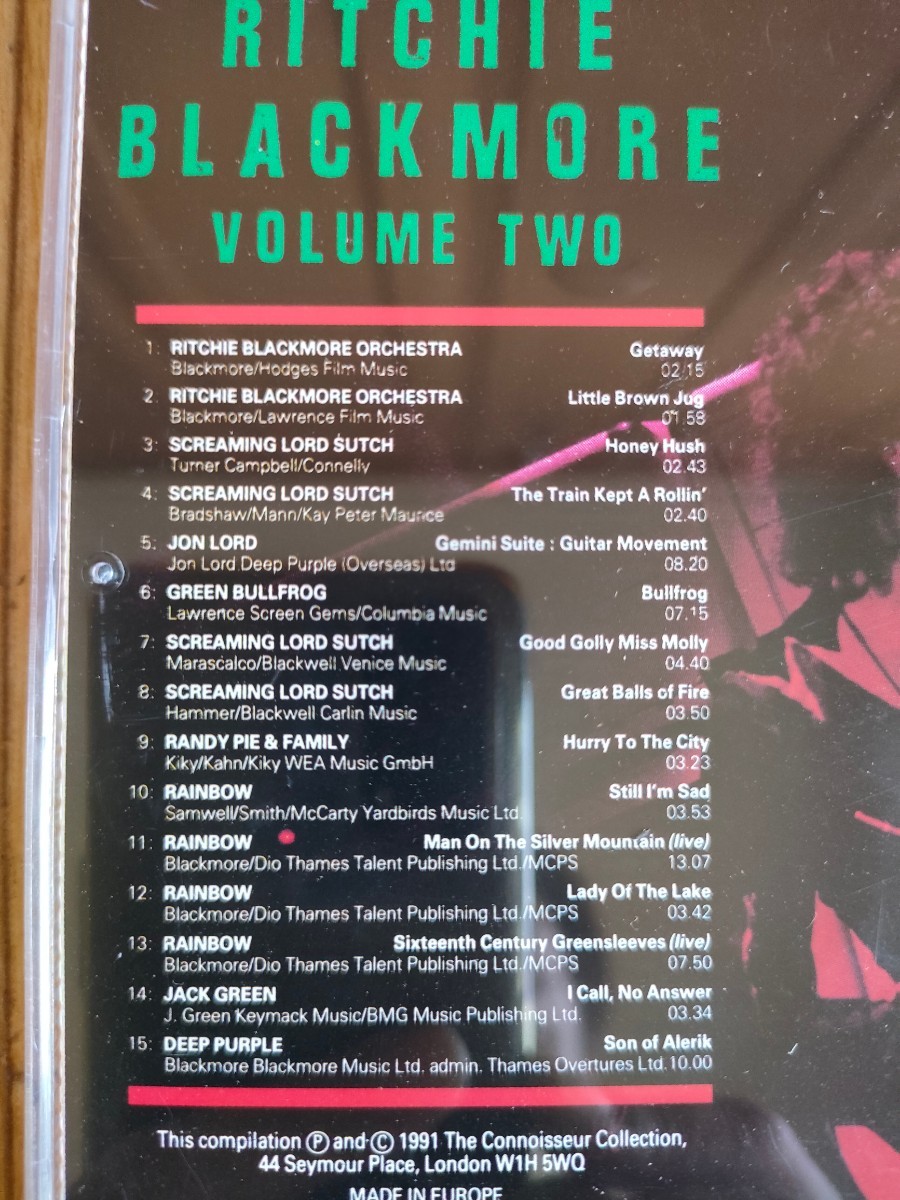 RITCHIE
BLACKMORE
VOLUME TWO
1: RITCHIE BLACKMORE ORCHESTRA Getaway
Blackmore/Hodges Film Music 02.15
2: RITCHIE BLACKMORE ORCHESTRA Little Brown Jug
Blackmore/Lawrence Film Music 01.58
3: SCREAMING LORD SUTCH Honey Hush
Turner Campbell/Connelly 02.43
4: SCREAMING LORD SUTCH The Train Kept A Rollin'
Bradshaw/Mann/Kay Peter Maurice 02.40
5: JON LORD Gemini Suite : Guitar Movement
Jon Lord Deep Purple (Overseas) Ltd 08.20
6: GREEN BULLFROG Bullfrog
Lawrence Screen Gems/Columbia Music 07.15
7: SCREAMING LORD SUTCH Good Golly Miss Molly
Marascalco/Blackwell Venice Music 04.40
8: SCREAMING LORD SUTCH Great Balls of Fire
Hammer/Blackwell Carlin Music 03.50
9: RANDY PIE & FAMILY Hurry To The City
Kiky/Kahn/Kiky WEA Music GmbH 03.23
10: RAINBOW Still I'm Sad
Samwell/Smith/McCarty Yardbirds Music Ltd. 03.53
11: RAINBOW Man On The Silver Mountain (live)
Blackmore/Dio Thames Talent Publishing Ltd./MCPS 13.07
12: RAINBOW Lady Of The Lake
Blackmore/Dio Thames Talent Publishing Ltd./MCPS 03.42
13: RAINBOW Sixteenth Century Greensleeves (live)
Blackmore/Dio Thames Talent Publishing Ltd./MCPS 07.50
14: JACK GREEN I Call, No Answer
J. Green Keymack Music/BMG Music Publishing Ltd. 03.34
15: DEEP PURPLE Son of Alerik
Blackmore Blackmore Music Ltd. admin. Thames Overtures Ltd. 10.00
This compilation Ⓟ and © 1991 The Connoisseur Collection,
44 Seymour Place, London W1H 5WQ
MADE IN EUROPE